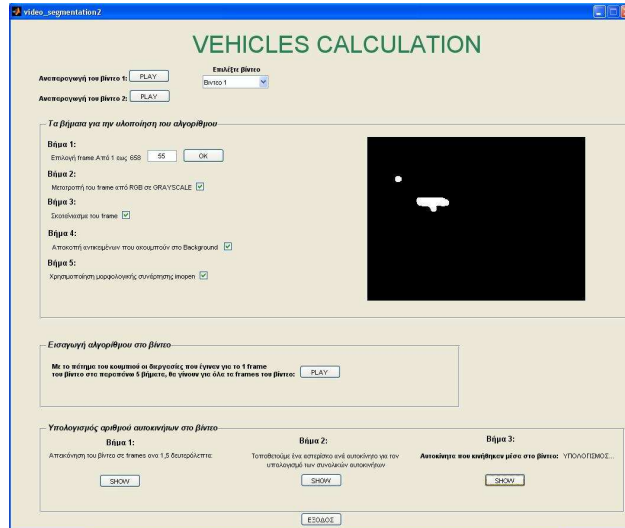 video_segmentation2
VEHICLES CALCULATION
Αναπαραγωγή του βίντεο 1: PLAY
Επιλέξτε βίντεο
Βιντεο 1
Αναπαραγωγή του βίντεο 2: PLAY
Τα βήματα για την υλοποίηση του αλγορίθμου
Βήμα 1:
Επιλογή frame Από 1 εως 658 55 OK
Βήμα 2:
Μετατροπή του frame από RGB σε GRAYSCALE
Βήμα 3:
Σκοτείνιασμα του frame
Βήμα 4:
Αποκοπή αντικειμένων που ακουμπούν στο Background
Βήμα 5:
Χρησιμοποίηση μορφολογικής συνάρτησης imopen
Εισαγωγή αλγορίθμου στο βίντεο
Με το πάτημα του κουμπιού οι διεργασίες που έγιναν για το 1 frame
του βίντεο στα παραπάνω 5 βήματα, θα γίνουν για όλα τα frames του βίντεο: PLAY
Υπολογισμός αριθμού αυτοκινήτων στο βίντεο
Βήμα 1:
Απεικόνηση του βίντεο σε frames ανα 1,5 δευτερόλεπτα:
SHOW
Βήμα 2:
Τοποθετούμε ένα αστερίσκο ανά αυτοκίνητο για τον
υπολογισμό των συνολικών αυτοκινήτων
SHOW
Βήμα 3:
Αυτοκίνητα που κινήθηκαν μέσα στο βίντεο: ΥΠΟΛΟΓΙΣΜΟΣ...
SHOW
ΕΞΟΔΟΣ